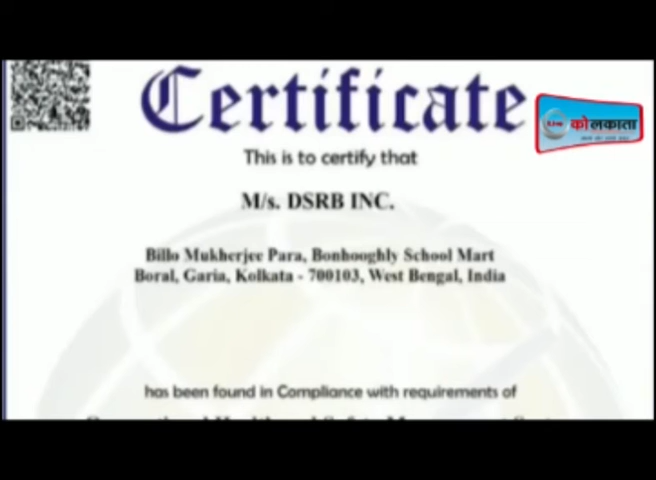 Certificate
Live कोलकाता
This is to certify that
M/s. DSRB INC.
Billo Mukherjee Para, Bonhooghly School Mart
Boral, Garia, Kolkata - 700103, West Bengal, India
has been found in Compliance with requirements of